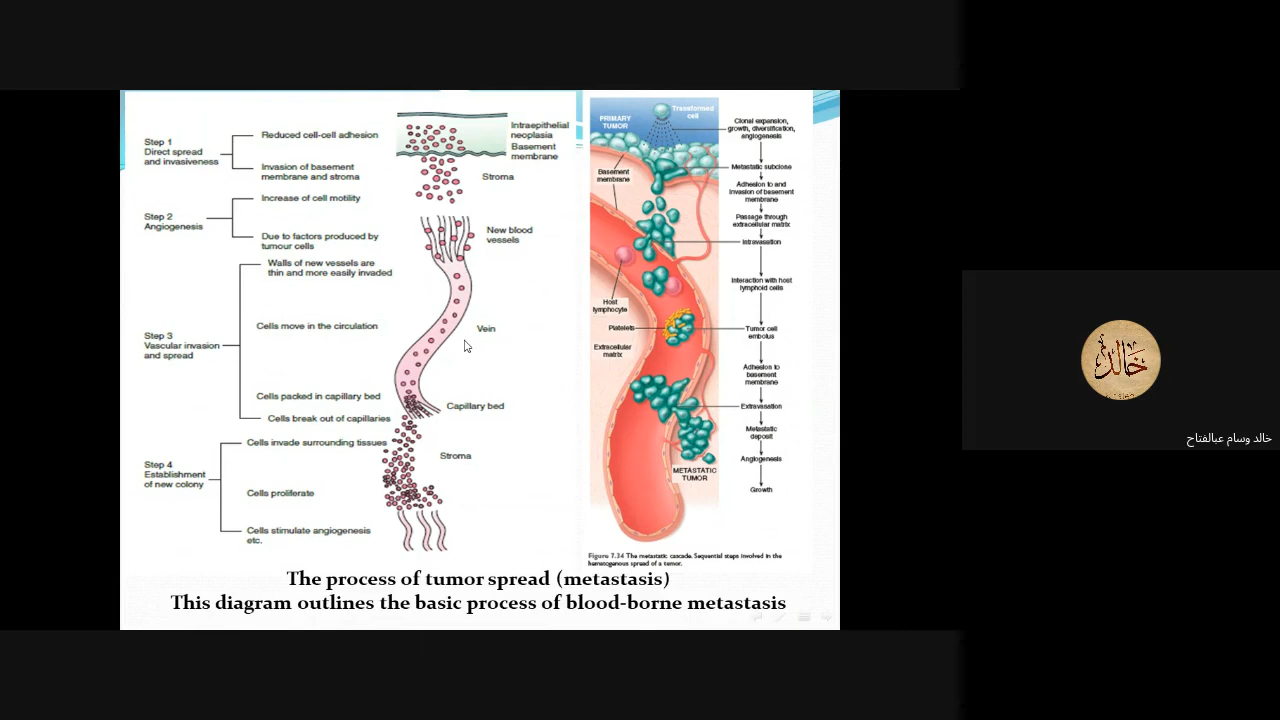 Step 1
Direct spread
and invasiveness
Reduced cell-cell adhesion
Invasion of basement
membrane and stroma
Step 2
Angiogenesis
Increase of cell motility
Due to factors produced by
tumour cells
Step 3
Vascular invasion
and spread
Walls of new vessels are
thin and more easily invaded
Cells move in the circulation
Cells packed in capillary bed
Cells break out of capillaries
Step 4
Establishment
of new colony
Cells invade surrounding tissues
Cells proliferate
Cells stimulate angiogenesis
etc.
Intraepithelial
neoplasia
Basement
membrane
Stroma
New blood
vessels
Vein
Capillary bed
Stroma
PRIMARY
TUMOR
Transformed
cell
Basement
membrane
Host
lymphocyte
Platelets
Extracellular
matrix
METASTATIC
TUMOR
Clonal expansion,
growth, diversification,
angiogenesis
Metastatic subclone
Adhesion to and
invasion of basement
membrane
Passage through
extracellular matrix
Intravasation
Interaction with host
lymphoid cells
Tumor cell
embolus
Adhesion to
basement
membrane
Extravasation
Metastatic
deposit
Angiogenesis
Growth
Figure 7.34 The metastatic cascade. Sequential steps involved in the
hematogenous spread of a tumor.
The process of tumor spread (metastasis)
This diagram outlines the basic process of blood-borne metastasis
خالد
خالد وسام عبالفتاح